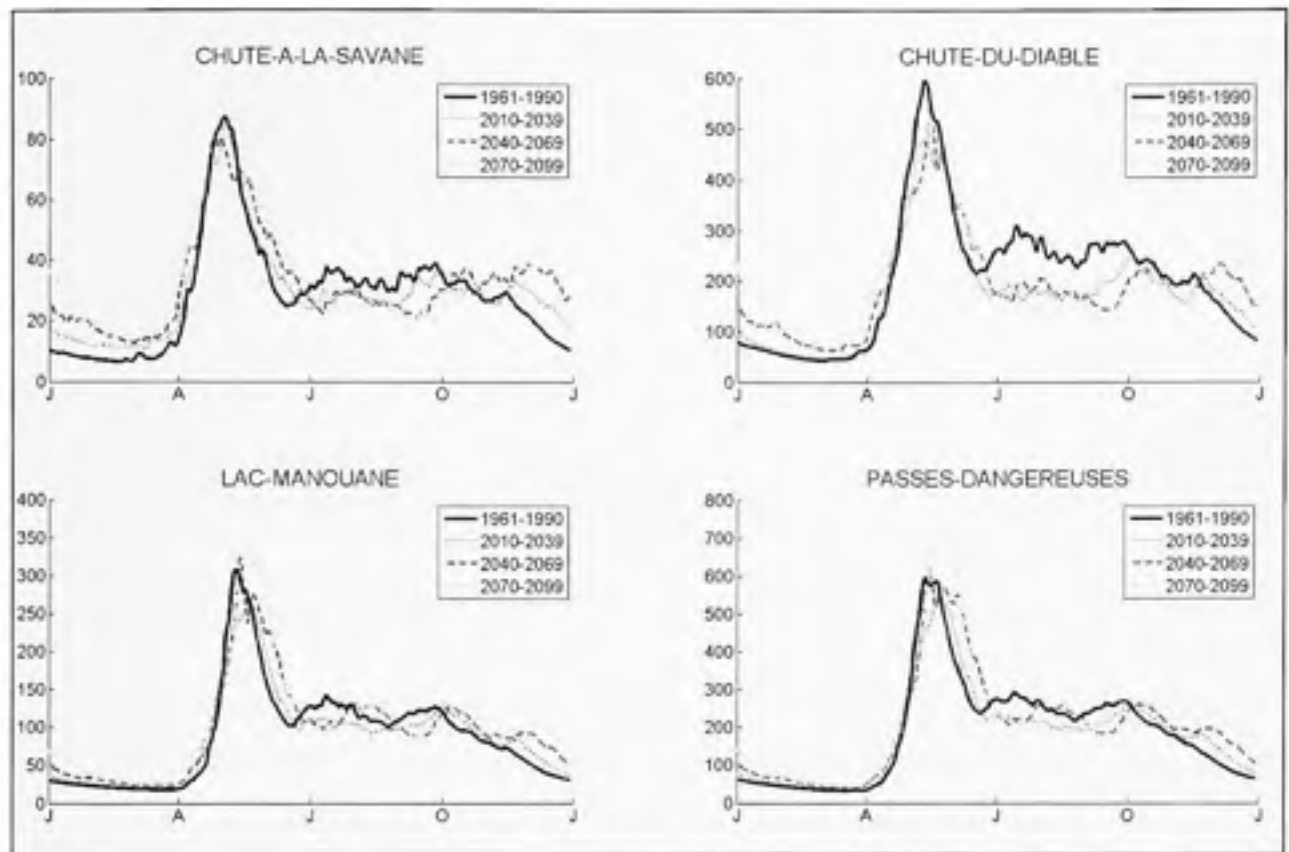 CHUTE-A-LA-SAVANE
100
80
60
40
20
0
J
A
J
O
J
1961-1990
2010-2039
2040-2069
2070-2099
CHUTE-DU-DIABLE
600
500
400
300
200
100
0
J
A
J
O
J
1961-1990
2010-2039
2040-2069
2070-2099
LAC-MANOUANE
400
350
300
250
200
150
100
50
0
J
A
J
O
J
1961-1990
2010-2039
2040-2069
2070-2099
PASSES-DANGEREUSES
800
700
600
500
400
300
200
100
0
J
A
J
O
J
1961-1990
2010-2039
2040-2069
2070-2099